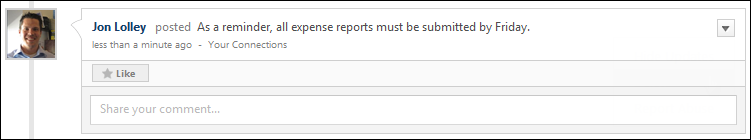 Jon Lolley posted As a reminder, all expense reports must be submitted by Friday.
less than a minute ago - Your Connections
Like
Share your comment...